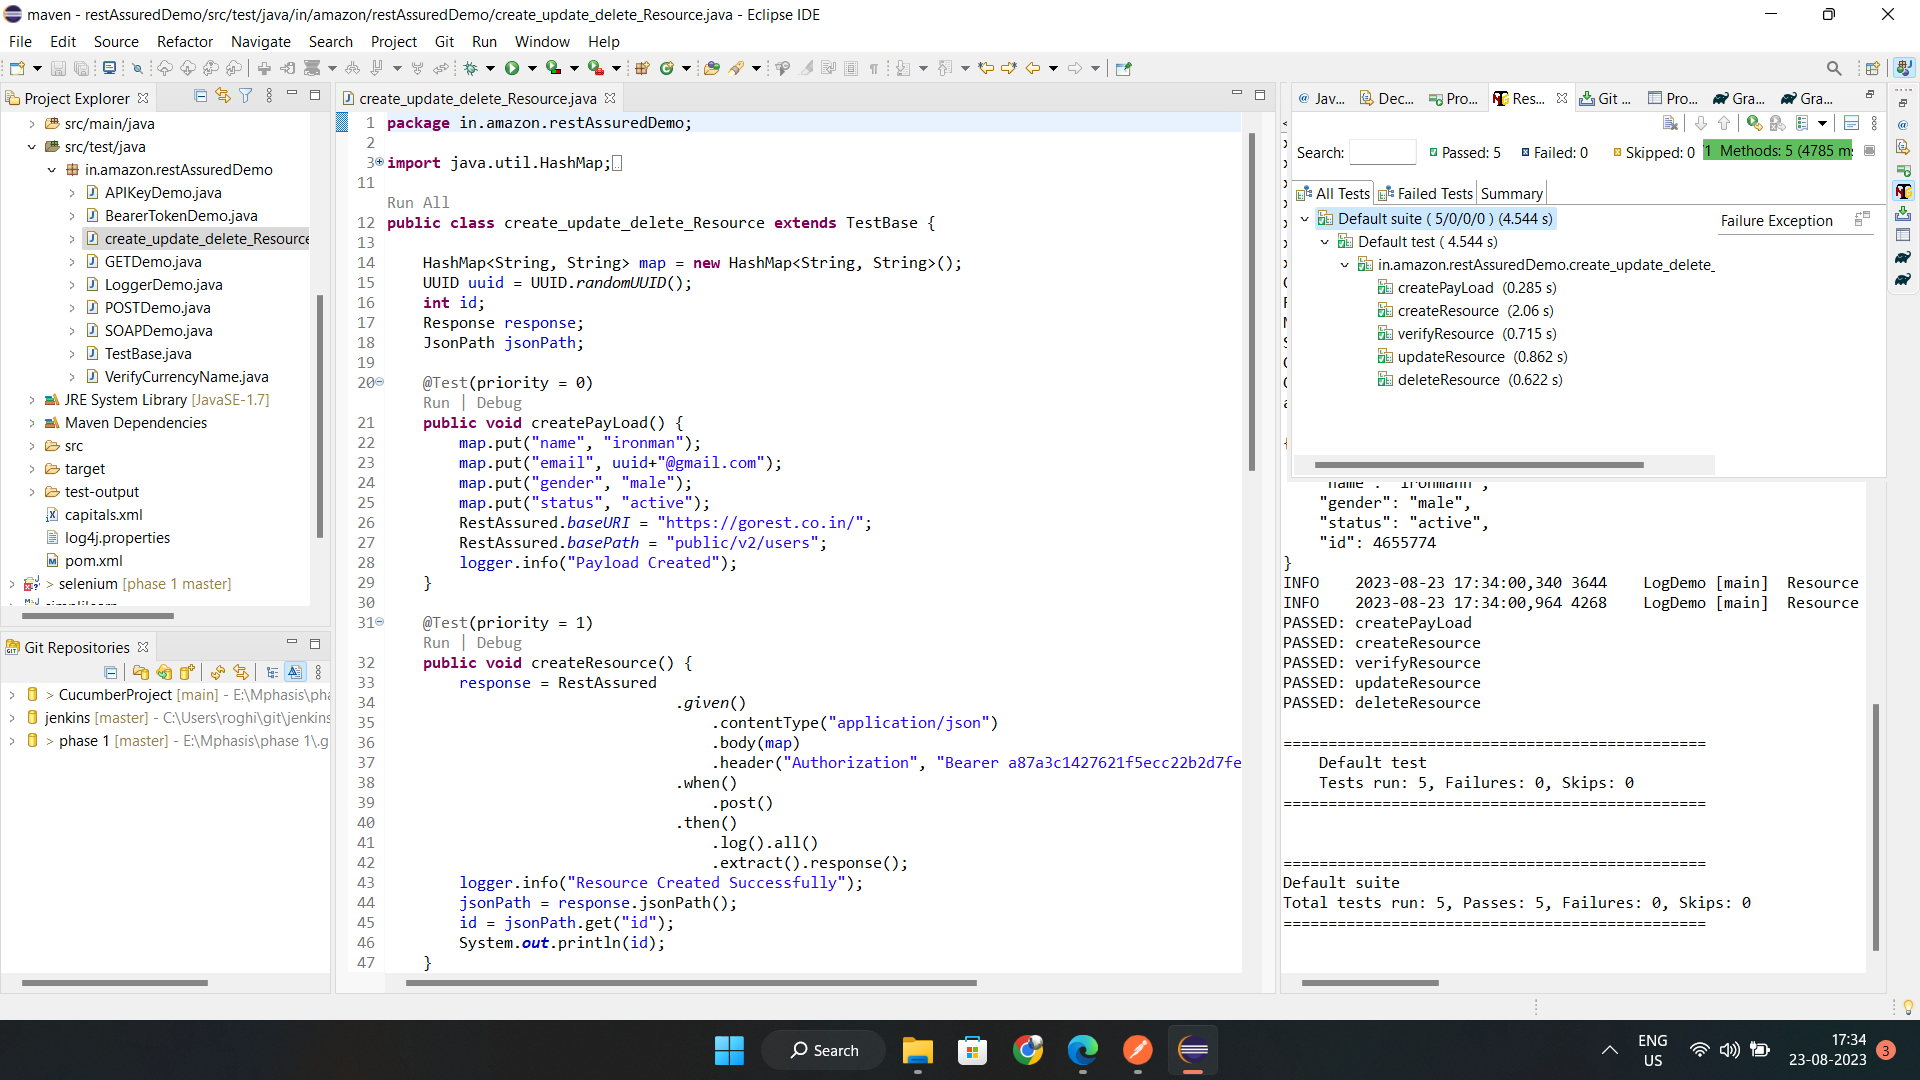 maven - restAssuredDemo/src/test/java/in/amazon/restAssuredDemo/create_update_delete_Resource.java - Eclipse IDE
File Edit Source Refactor Navigate Search Project Git Run Window Help
Project Explorer
src/main/java
src/test/java
in.amazon.restAssuredDemo
APIKeyDemo.java
BearerTokenDemo.java
create_update_delete_Resource
GETDemo.java
LoggerDemo.java
POSTDemo.java
SOAPDemo.java
TestBase.java
VerifyCurrencyName.java
JRE System Library [JavaSE-1.7]
Maven Dependencies
src
target
test-output
capitals.xml
log4j.properties
pom.xml
> selenium [phase 1 master]
Git Repositories
> CucumberProject [main] - E:\Mphasis\pha
jenkins [master] - C:\Users\roghi\git\jenkins
> phase 1 [master] - E:\Mphasis\phase 1\.g
create_update_delete_Resource.java
1 package in.amazon.restAssuredDemo;
2
3 import java.util.HashMap;
11
Run All
12 public class create_update_delete_Resource extends TestBase {
13
14 HashMap<String, String> map = new HashMap<String, String>();
15 UUID uuid = UUID.randomUUID();
16 int id;
17 Response response;
18 JsonPath jsonPath;
19
20 @Test(priority = 0)
Run | Debug
21 public void createPayLoad() {
22 map.put("name", "ironman");
23 map.put("email", uuid+"@gmail.com");
24 map.put("gender", "male");
25 map.put("status", "active");
26 RestAssured.baseURI = "https://gorest.co.in/";
27 RestAssured.basePath = "public/v2/users";
28 logger.info("Payload Created");
29 }
30
31 @Test(priority = 1)
Run | Debug
32 public void createResource() {
33 response = RestAssured
34 .given()
35 .contentType("application/json")
36 .body(map)
37 .header("Authorization", "Bearer a87a3c1427621f5ecc22b2d7fe
38 .when()
39 .post()
40 .then()
41 .log().all()
42 .extract().response();
43 logger.info("Resource Created Successfully");
44 jsonPath = response.jsonPath();
45 id = jsonPath.get("id");
46 System.out.println(id);
47 }
Jav... Dec... Pro... Res... Git ... Pro... Gra... Gra...
Search: Passed: 5 Failed: 0 Skipped: 0 Methods: 5 (4785 ms
All Tests Failed Tests Summary
Default suite ( 5/0/0/0 ) (4.544 s)
Failure Exception
Default test ( 4.544 s)
in.amazon.restAssuredDemo.create_update_delete_
createPayLoad (0.285 s)
createResource (2.06 s)
verifyResource (0.715 s)
updateResource (0.862 s)
deleteResource (0.622 s)
"name": "ironmann",
"gender": "male",
"status": "active",
"id": 4655774
}
INFO 2023-08-23 17:34:00,340 3644 LogDemo [main] Resource
INFO 2023-08-23 17:34:00,964 4268 LogDemo [main] Resource
PASSED: createPayLoad
PASSED: createResource
PASSED: verifyResource
PASSED: updateResource
PASSED: deleteResource
===============================================
Default test
Tests run: 5, Failures: 0, Skips: 0
===============================================
===============================================
Default suite
Total tests run: 5, Passes: 5, Failures: 0, Skips: 0
===============================================
Search
ENG
US
17:34
23-08-2023
3